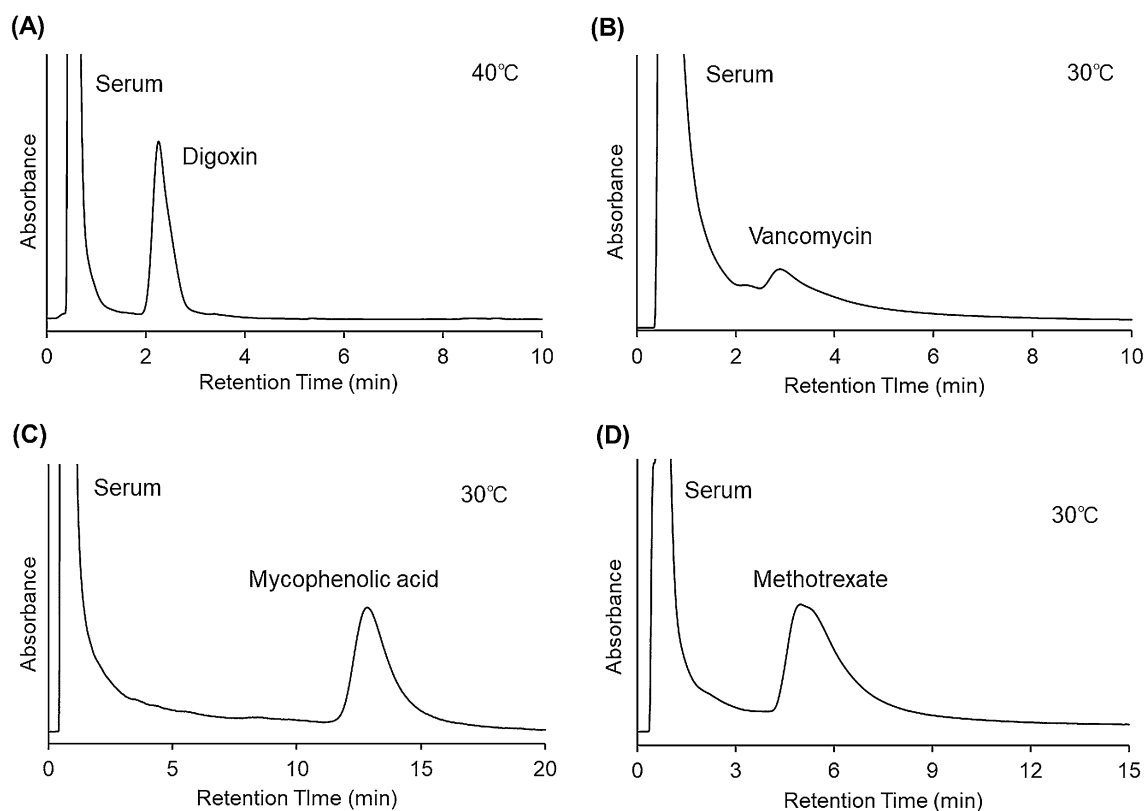 (A)
Serum
40℃
Digoxin
Absorbance
0 2 4 6 8 10
Retention Time (min)
(B)
Serum
30℃
Vancomycin
Absorbance
0 2 4 6 8 10
Retention TIme (min)
(C)
Serum
30℃
Mycophenolic acid
Absorbance
0 5 10 15 20
Retention TIme (min)
(D)
Serum
30℃
Methotrexate
Absorbance
0 3 6 9 12 15
Retention Time (min)